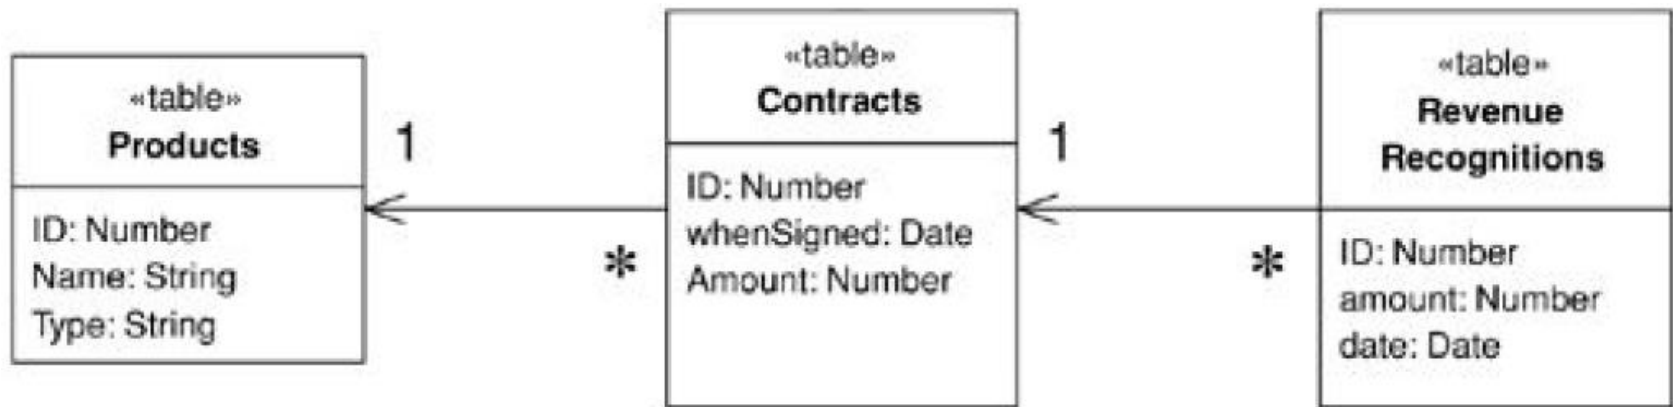 «table»
Products
ID: Number
Name: String
Type: String
1
*
«table»
Contracts
ID: Number
whenSigned: Date
Amount: Number
1
*
«table»
Revenue
Recognitions
ID: Number
amount: Number
date: Date